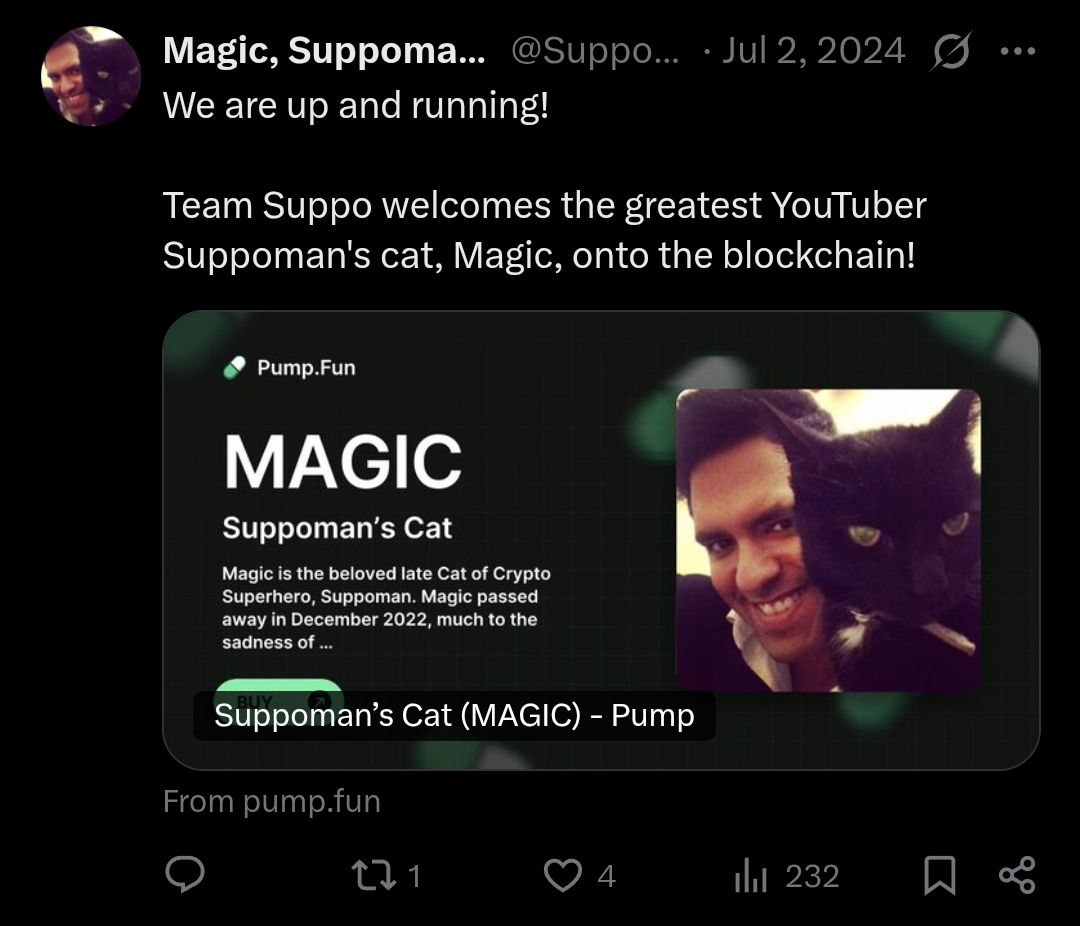 Magic, Suppoma... @Suppo... · Jul 2, 2024
We are up and running!
Team Suppo welcomes the greatest YouTuber
Suppoman's cat, Magic, onto the blockchain!
Pump.Fun
MAGIC
Suppoman’s Cat
Magic is the beloved late Cat of Crypto
Superhero, Suppoman. Magic passed
away in December 2022, much to the
sadness of ...
BUY
Suppoman’s Cat (MAGIC) - Pump
From pump.fun
1 4 232